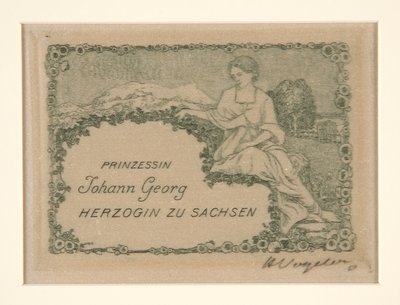 PRINZESSIN
Johann Georg
HERZOGIN ZU SACHSEN
H Vogeler